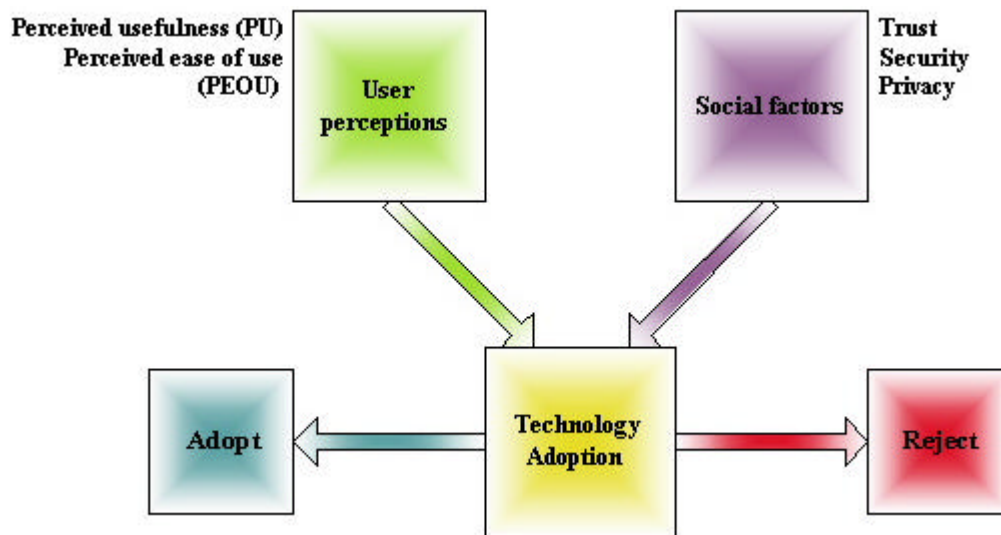 Perceived usefulness (PU)
Perceived ease of use
(PEOU)
User
perceptions
Social factors
Trust
Security
Privacy
Adopt
Technology
Adoption
Reject